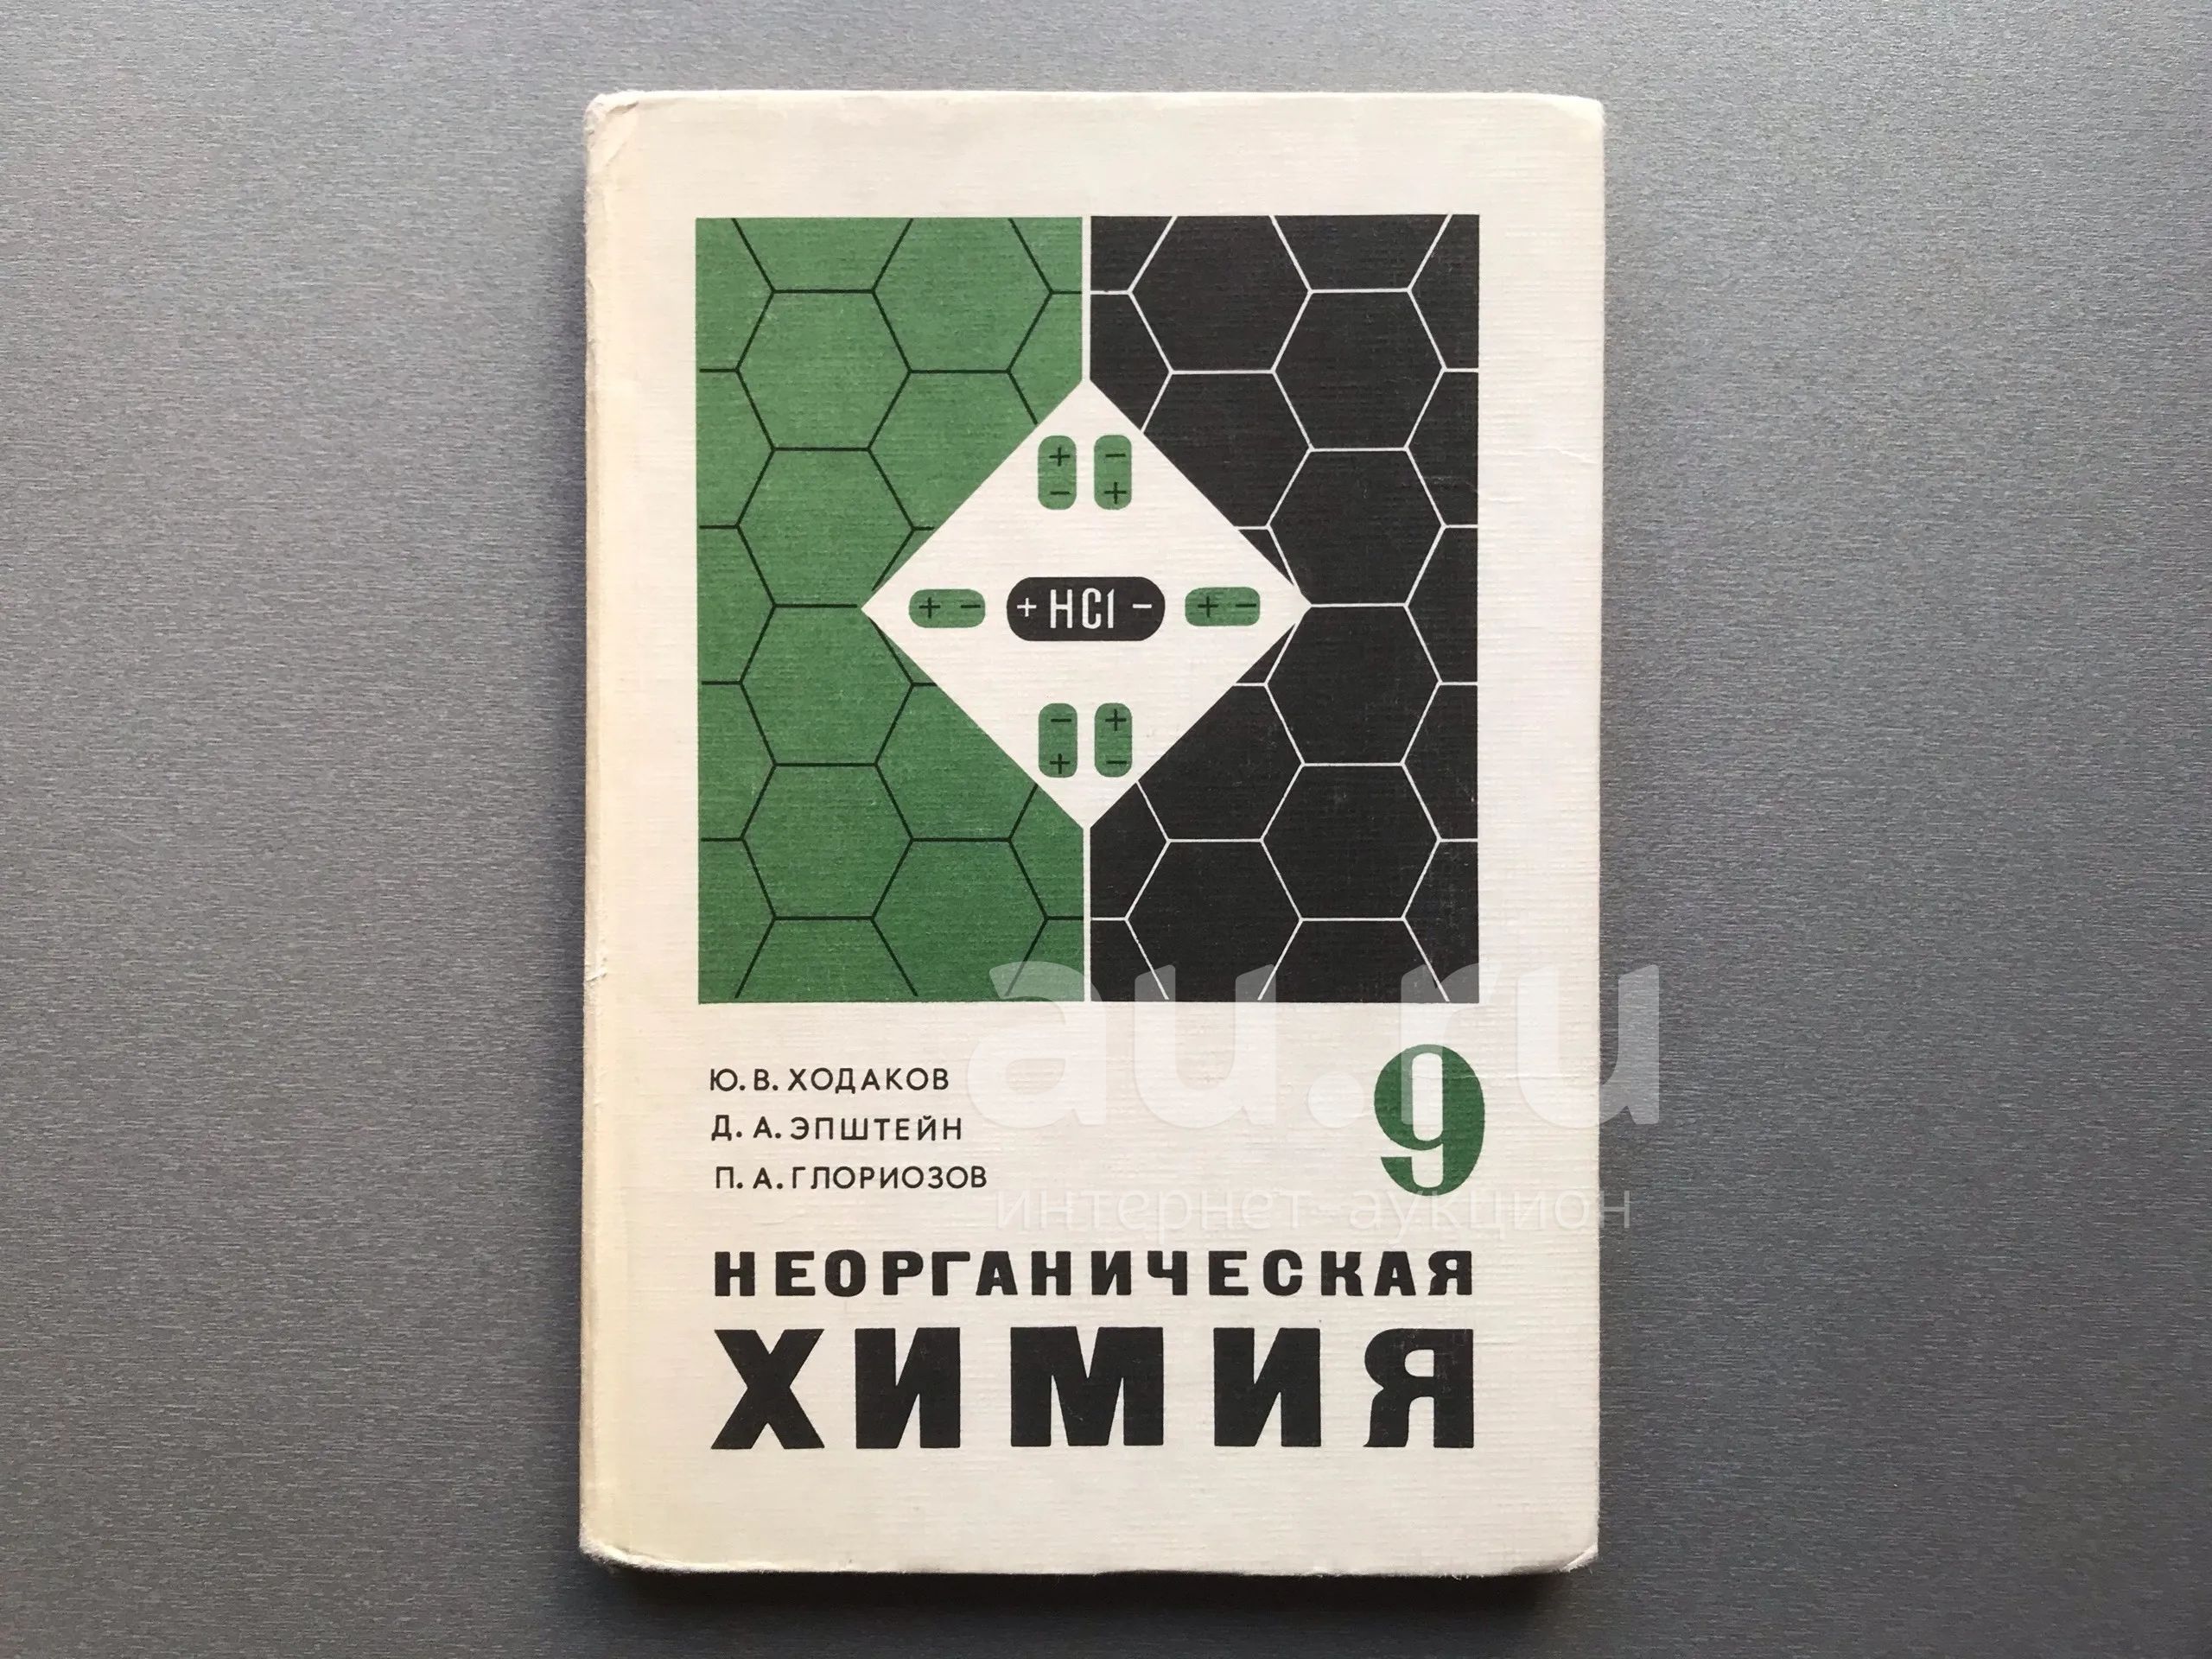 + -
- +
+ - + HCl - + -
- +
+ -
au.ru
Ю. В. ХОДАКОВ
Д. А. ЭПШТЕЙН
П. А. ГЛОРИОЗОВ
9
интернет-аукцион
НЕОРГАНИЧЕСКАЯ
ХИМИЯ